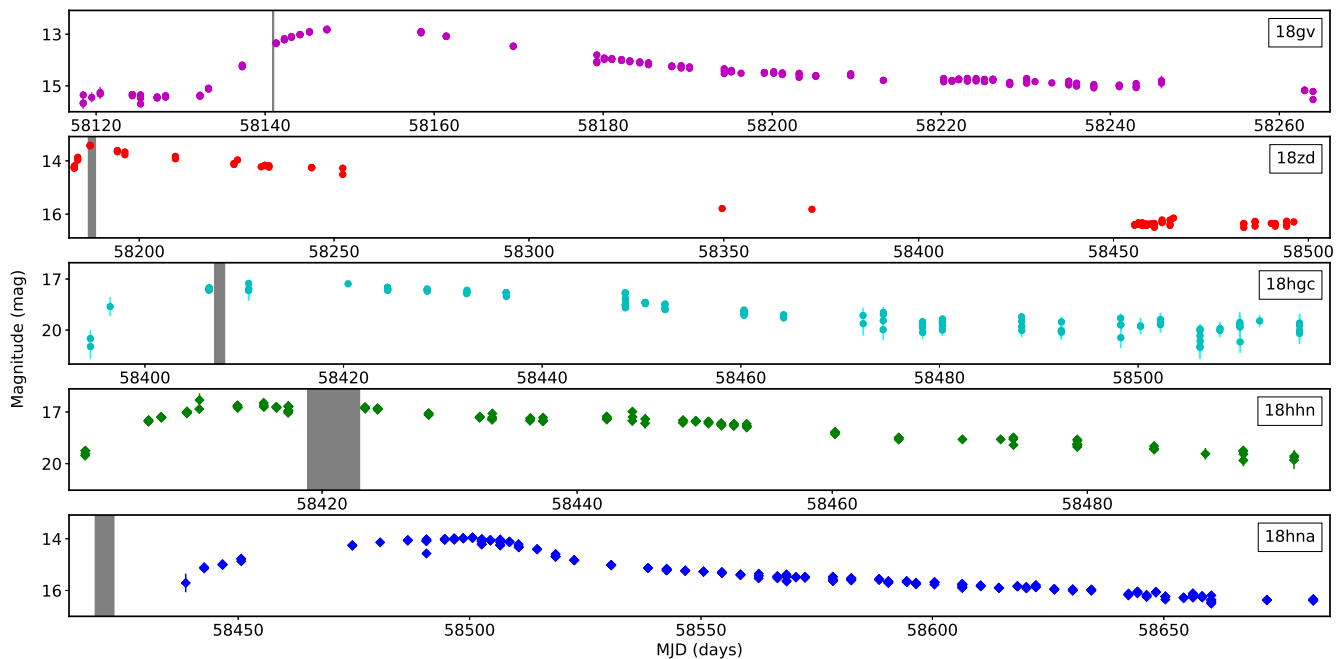 18gv
13
15
58120 58140 58160 58180 58200 58220 58240 58260
18zd
14
16
58200 58250 58300 58350 58400 58450 58500
18hgc
17
20
58400 58420 58440 58460 58480 58500
Magnitude (mag)
18hhn
17
20
58420 58440 58460 58480
18hna
14
16
58450 58500 58550 58600 58650
MJD (days)